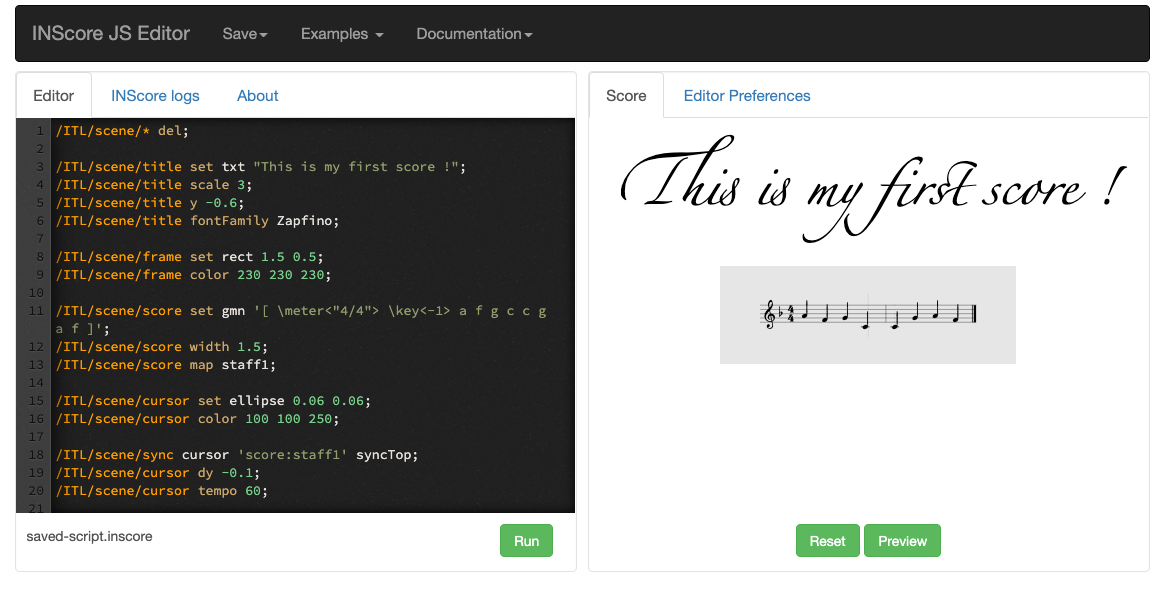 INScore JS Editor Save Examples Documentation
Editor INScore logs About
1 /ITL/scene/* del;
2
3 /ITL/scene/title set txt "This is my first score !";
4 /ITL/scene/title scale 3;
5 /ITL/scene/title y -0.6;
6 /ITL/scene/title fontFamily Zapfino;
7
8 /ITL/scene/frame set rect 1.5 0.5;
9 /ITL/scene/frame color 230 230 230;
10
11 /ITL/scene/score set gmn '[ \meter<"4/4"> \key<-1> a f g c c g
a f ]';
12 /ITL/scene/score width 1.5;
13 /ITL/scene/score map staff1;
14
15 /ITL/scene/cursor set ellipse 0.06 0.06;
16 /ITL/scene/cursor color 100 100 250;
17
18 /ITL/scene/sync cursor 'score:staff1' syncTop;
19 /ITL/scene/cursor dy -0.1;
20 /ITL/scene/cursor tempo 60;
21
saved-script.inscore
Run
Score Editor Preferences
This is my first score !
4
4
Reset Preview